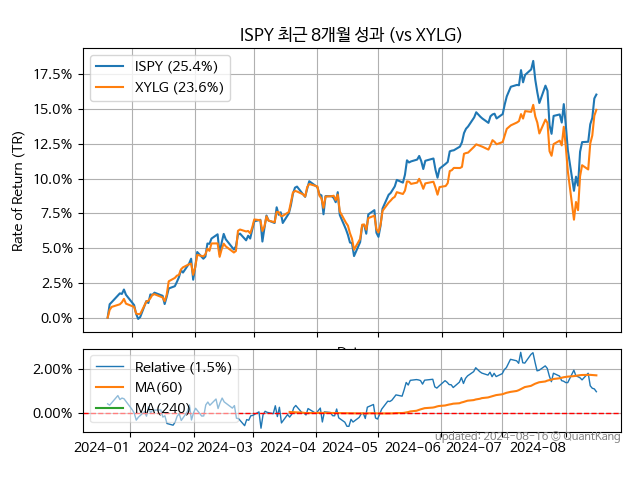 ISPY 최근 8개월 성과 (vs XYLG)
ISPY (25.4%)
XYLG (23.6%)
Rate of Return (TR)
17.5%
15.0%
12.5%
10.0%
7.5%
5.0%
2.5%
0.0%
Relative (1.5%)
MA(60)
MA(240)
2.00%
0.00%
2024-01 2024-02 2024-03 2024-04 2024-05 2024-06 2024-07 2024-08
updated: 2024-08-16 © QuantKang